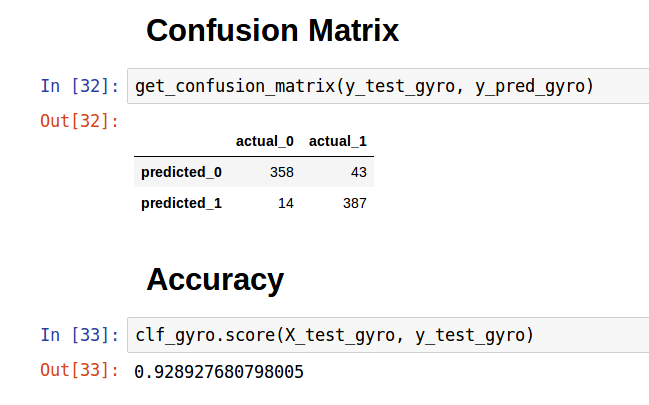 Confusion Matrix
In [32]: get_confusion_matrix(y_test_gyro, y_pred_gyro)
Out[32]:
actual_0 actual_1
predicted_0 358 43
predicted_1 14 387
Accuracy
In [33]: clf_gyro.score(X_test_gyro, y_test_gyro)
Out[33]: 0.928927680798005